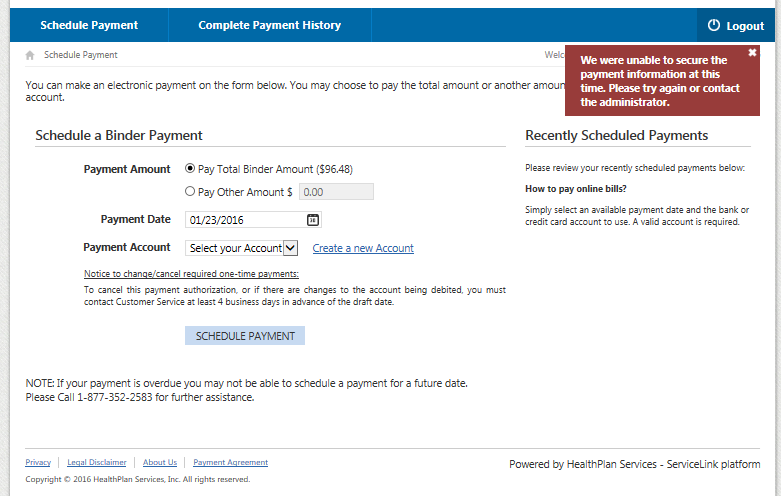 Schedule Payment
Complete Payment History
Logout
Schedule Payment
We were unable to secure the
payment information at this
time. Please try again or contact
the administrator.
You can make an electronic payment on the form below. You may choose to pay the total amount or another
account.
Schedule a Binder Payment
Payment Amount
Pay Total Binder Amount ($96.48)
Pay Other Amount $ 0.00
Payment Date 01/23/2016
Payment Account Select your Account Create a new Account
Notice to change/cancel required one-time payments:
To cancel this payment authorization, or if there are changes to the account being debited, you must
contact Customer Service at least 4 business days in advance of the draft date.
SCHEDULE PAYMENT
Recently Scheduled Payments
Please review your recently scheduled payments below:
How to pay online bills?
Simply select an available payment date and the bank or
credit card account to use. A valid account is required.
NOTE: If your payment is overdue you may not be able to schedule a payment for a future date.
Please Call 1-877-352-2583 for further assistance.
Privacy Legal Disclaimer About Us Payment Agreement
Powered by HealthPlan Services - ServiceLink platform
Copyright © 2016 HealthPlan Services, Inc. All rights reserved.